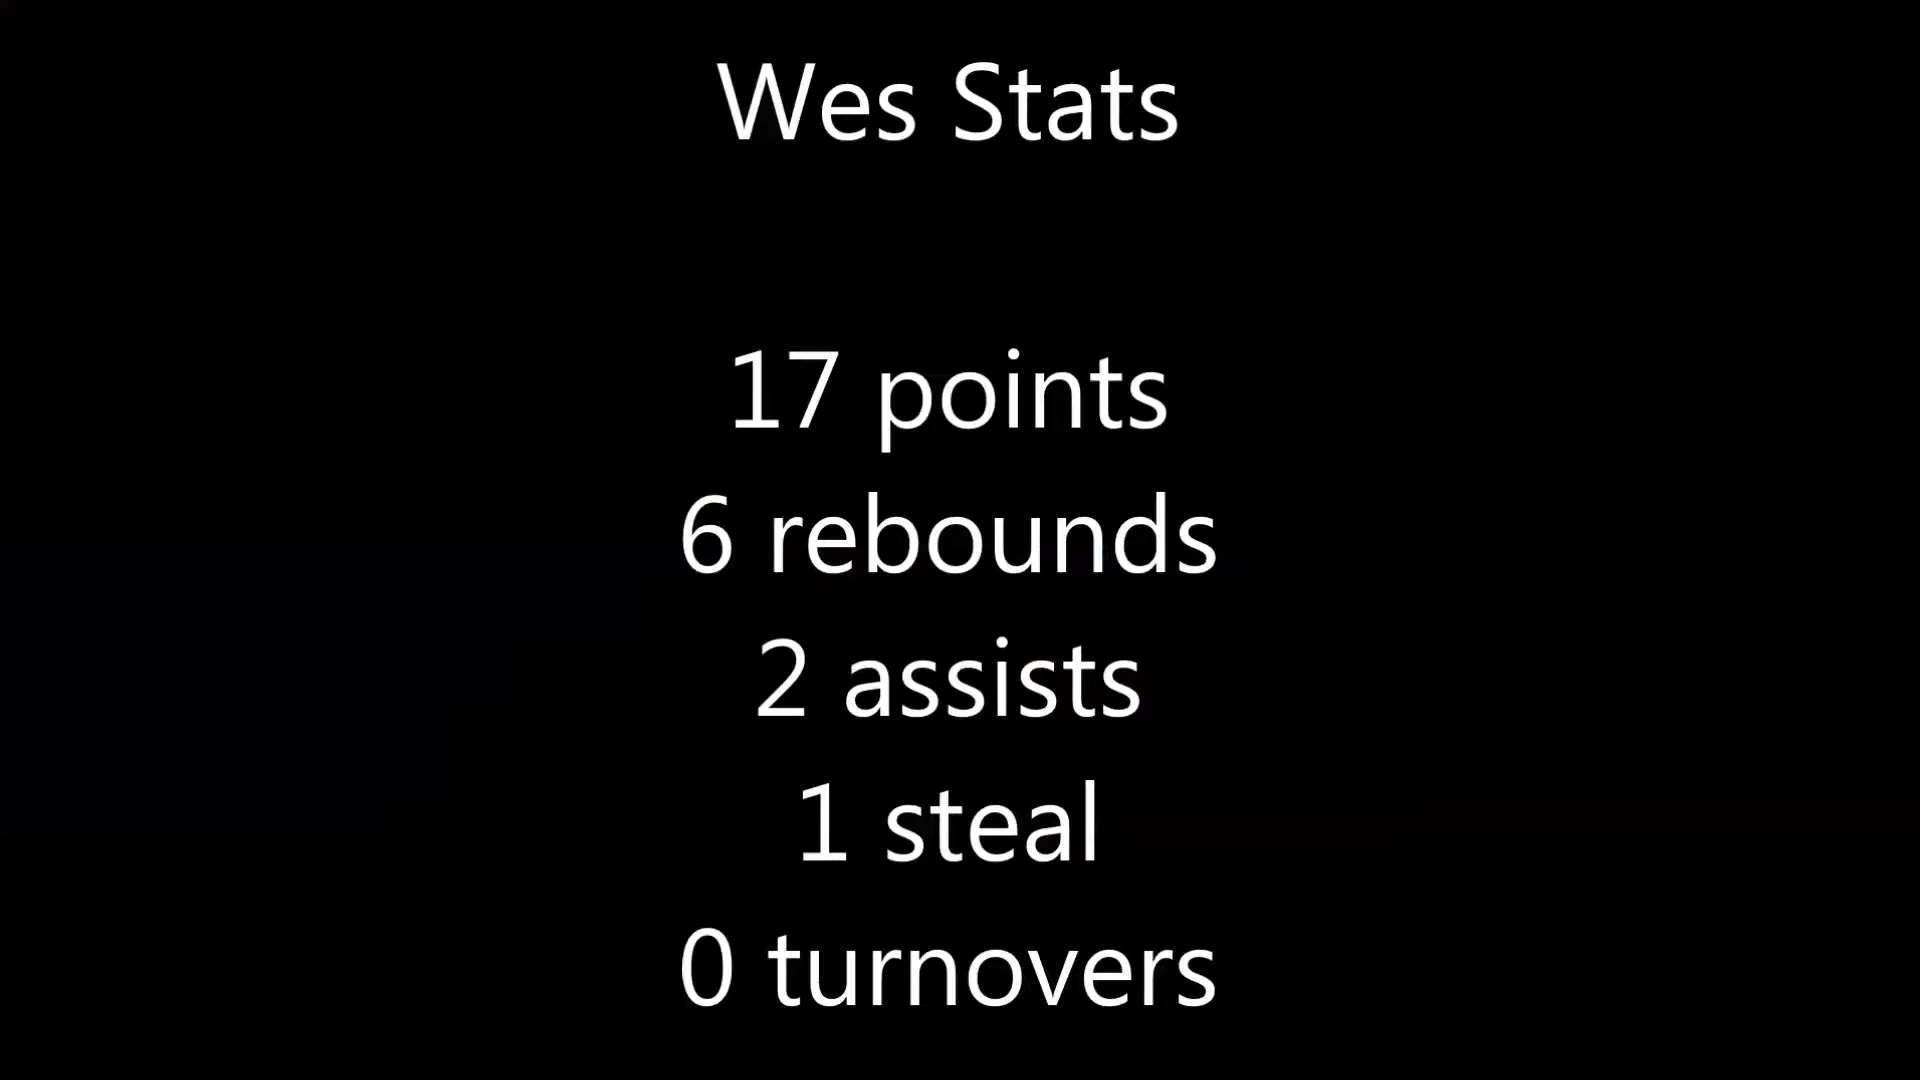 Wes Stats
17 points
6 rebounds
2 assists
1 steal
0 turnovers